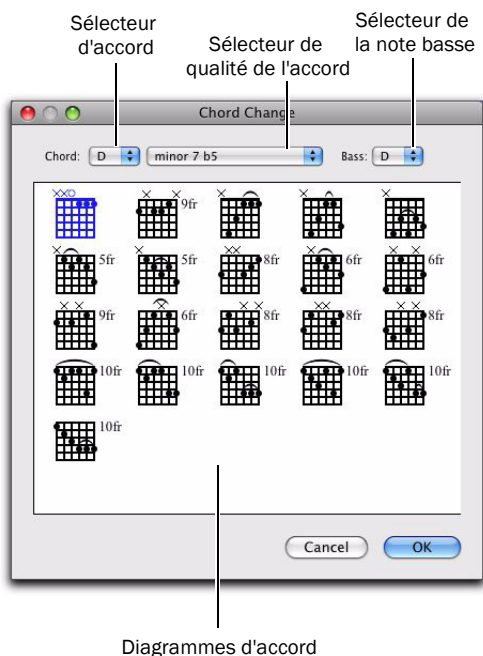 Sélecteur
d'accord
Sélecteur de
qualité de l'accord
Sélecteur de
la note basse
Chord Change
Chord: D minor 7 b5 Bass: D
××○ × × 9fr × × ×
× 5fr × 5fr ×× 8fr × 6fr × × 6fr
× × 9fr × 6fr × × 8fr ×× 8fr × × 8fr
10fr 10fr 10fr 10fr 10fr
10fr
Cancel OK
Diagrammes d'accord